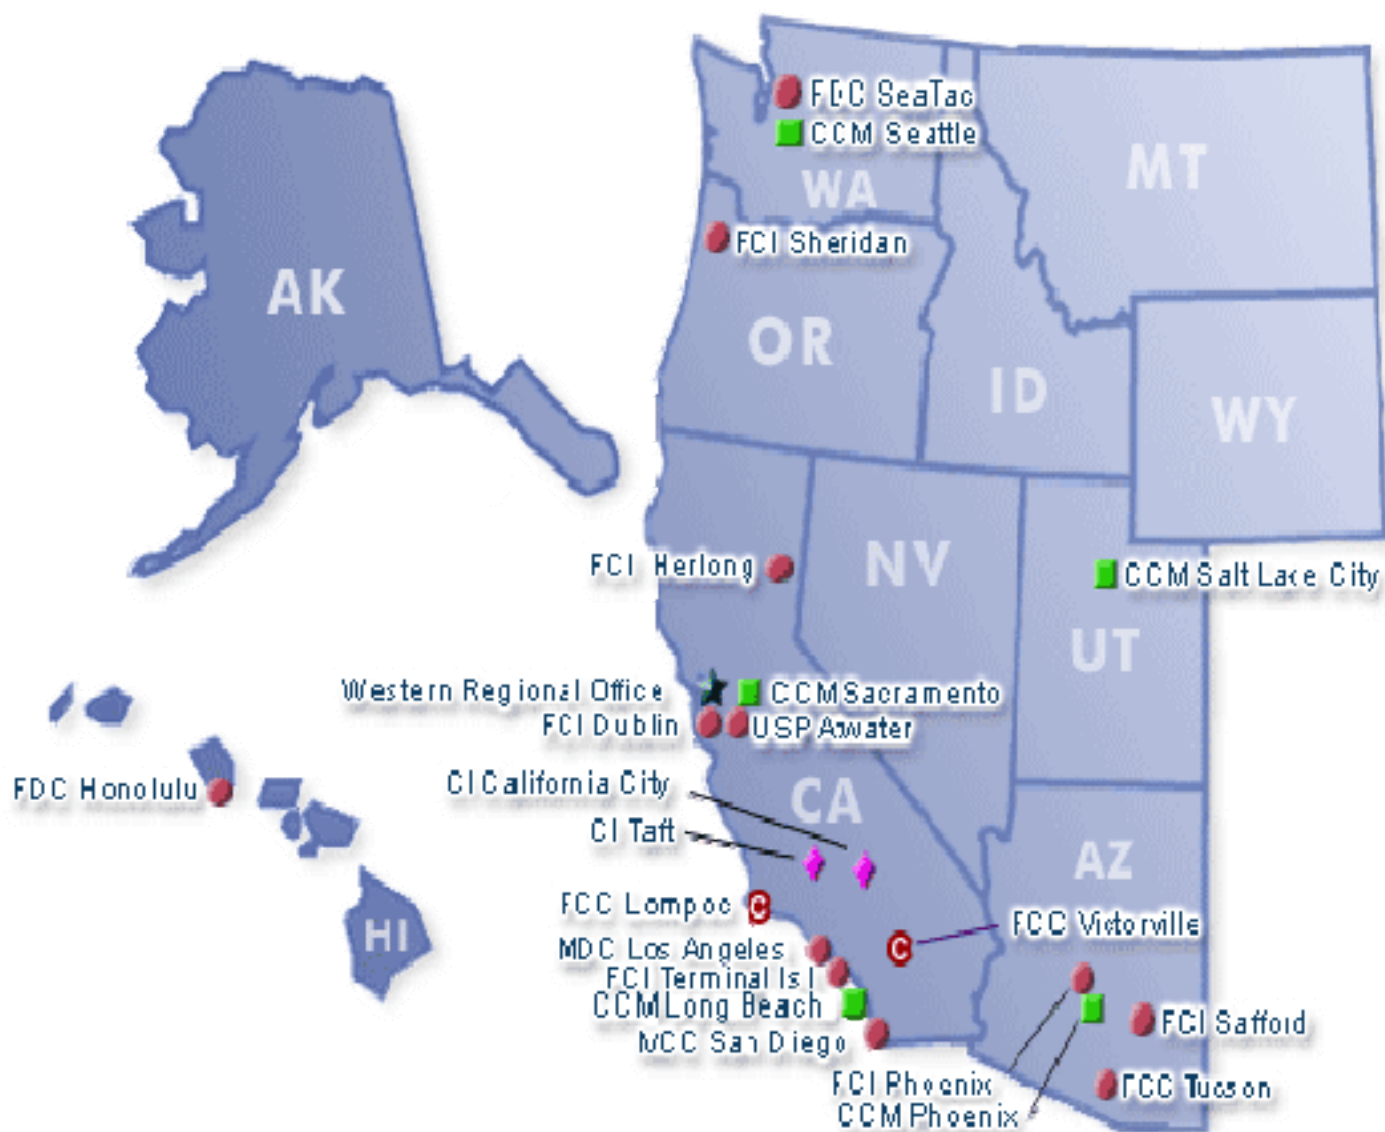 FDC SeaTac
CCM Seattle
WA
MT
FCI Sheridan
AK
OR
ID
WY
FCI Herlong
NV
CCM Salt Lake City
UT
Western Regional Office
CCM Sacramento
FCI Dublin
USP Atwater
FDC Honolulu
CI California City
CA
CI Taft
AZ
FCC Lompoc
C
FCC Victorville
HI
MDC Los Angeles
C
FCI Terminal Isl
CCM Long Beach
FCI Safford
MCC San Diego
FCI Phoenix
FCC Tucson
CCM Phoenix